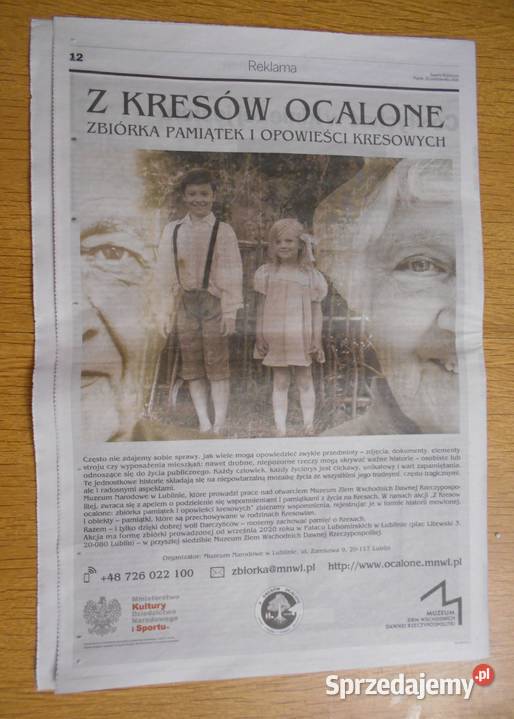 12
Reklama
Z KRESÓW OCALONE
ZBIÓRKA PAMIĄTEK I OPOWIEŚCI KRESOWYCH
Często nie zdajemy sobie sprawy, jak wiele mogą opowiedzieć zwykłe przedmioty – zdjęcia, dokumenty, elementy
stroju czy wyposażenia mieszkań; nawet drobne, niepozorne rzeczy mogą skrywać ważne historie – osobiste lub
odnoszące się do życia publicznego. Każdy człowiek, każdy życiorys jest ciekawy, unikatowy i wart zapamiętania.
Te jednostkowe historie składają się na niepowtarzalną mozaikę życia ze wszystkimi jego trudnymi, często tragicznymi,
ale i radosnymi aspektami.
Muzeum Narodowe w Lublinie, które prowadzi prace nad otwarciem Muzeum Ziem Wschodnich Dawnej Rzeczypospo-
litej, zwraca się z apelem o podzielenie się wspomnieniami i pamiątkami z życia na Kresach. W ramach akcji „Z Kresów
ocalone: zbiórka pamiątek i opowieści kresowych" zbieramy wspomnienia, rejestrując je w formie historii mówionej,
i obiekty – pamiątki, które są przechowywane w rodzinach Kresowian.
Razem – i tylko dzięki dobrej woli Darczyńców – możemy zachować pamięć o Kresach.
Akcja ma formę zbiórki prowadzonej od września 2020 roku w Pałacu Lubomirskich w Lublinie (plac Litewski 3,
20-080 Lublin) – w przyszłej siedzibie Muzeum Ziem Wschodnich Dawnej Rzeczypospolitej.
Organizator: Muzeum Narodowe w Lublinie, ul. Zamkowa 9, 20-117 Lublin
+48 726 022 100 zbiorka@mnwl.pl http://www.ocalone.mnwl.pl
Ministerstwo
Kultury
Dziedzictwa
Narodowego
i Sportu
MUZEUM
ZIEM WSCHODNICH
DAWNEJ RZECZYPOSPOLITEJ
Sprzedajemy.pl